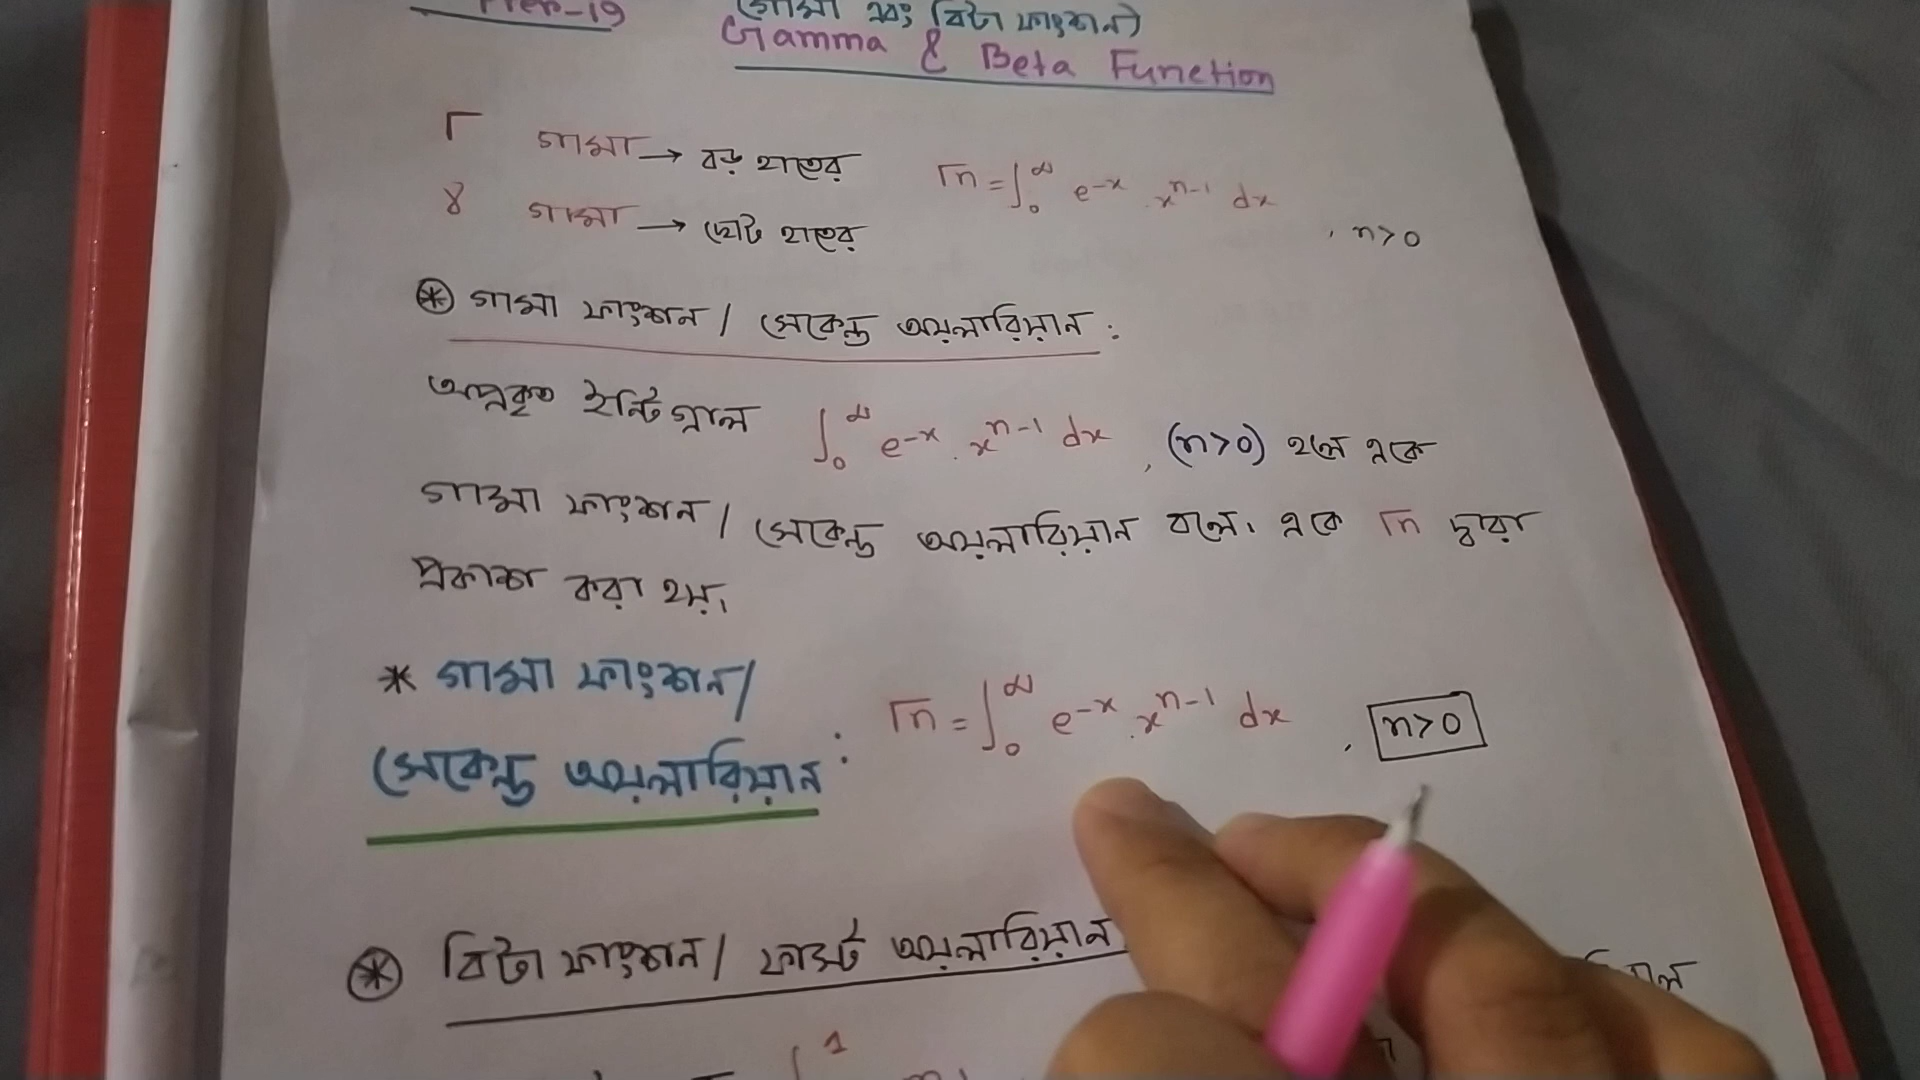 (গামা এবং বিটা ফাংশন)
Gamma & Beta Function
Γ গামা → বড় হাতের
Γn = ∫₀^∞ e^-x . x^n-1 dx , n>0
γ গামা → ছোট হাতের
⊛ গামা ফাংশন / সেকেন্ড অয়লারিয়ান :
অপ্রকৃত ইন্টিগ্রাল ∫₀^∞ e^-x . x^n-1 dx , (n>0) হলে একে
গামা ফাংশন / সেকেন্ড অয়লারিয়ান বলে। একে Γn দ্বারা
প্রকাশ করা হয়।
* গামা ফাংশন /
সেকেন্ড অয়লারিয়ান : Γn = ∫₀^∞ e^-x . x^n-1 dx , n>0
⊛ বিটা ফাংশন / ফার্স্ট অয়লারিয়ান